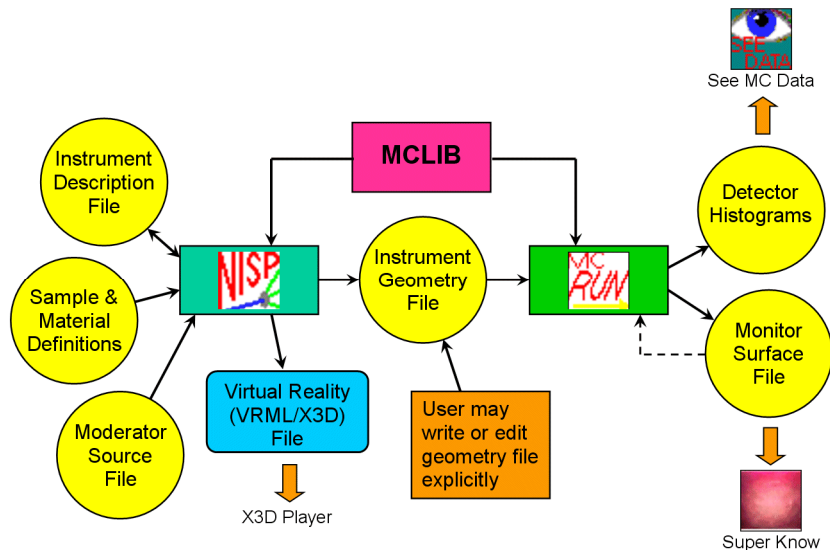 SEE
DATA
See MC Data
MCLIB
Instrument
Description
File
Detector
Histograms
NISP
Instrument
Geometry
File
MC
RUN
Sample &
Material
Definitions
Monitor
Surface
File
Virtual Reality
(VRML/X3D)
File
User may
write or edit
geometry file
explicitly
Moderator
Source
File
X3D Player
Super Know